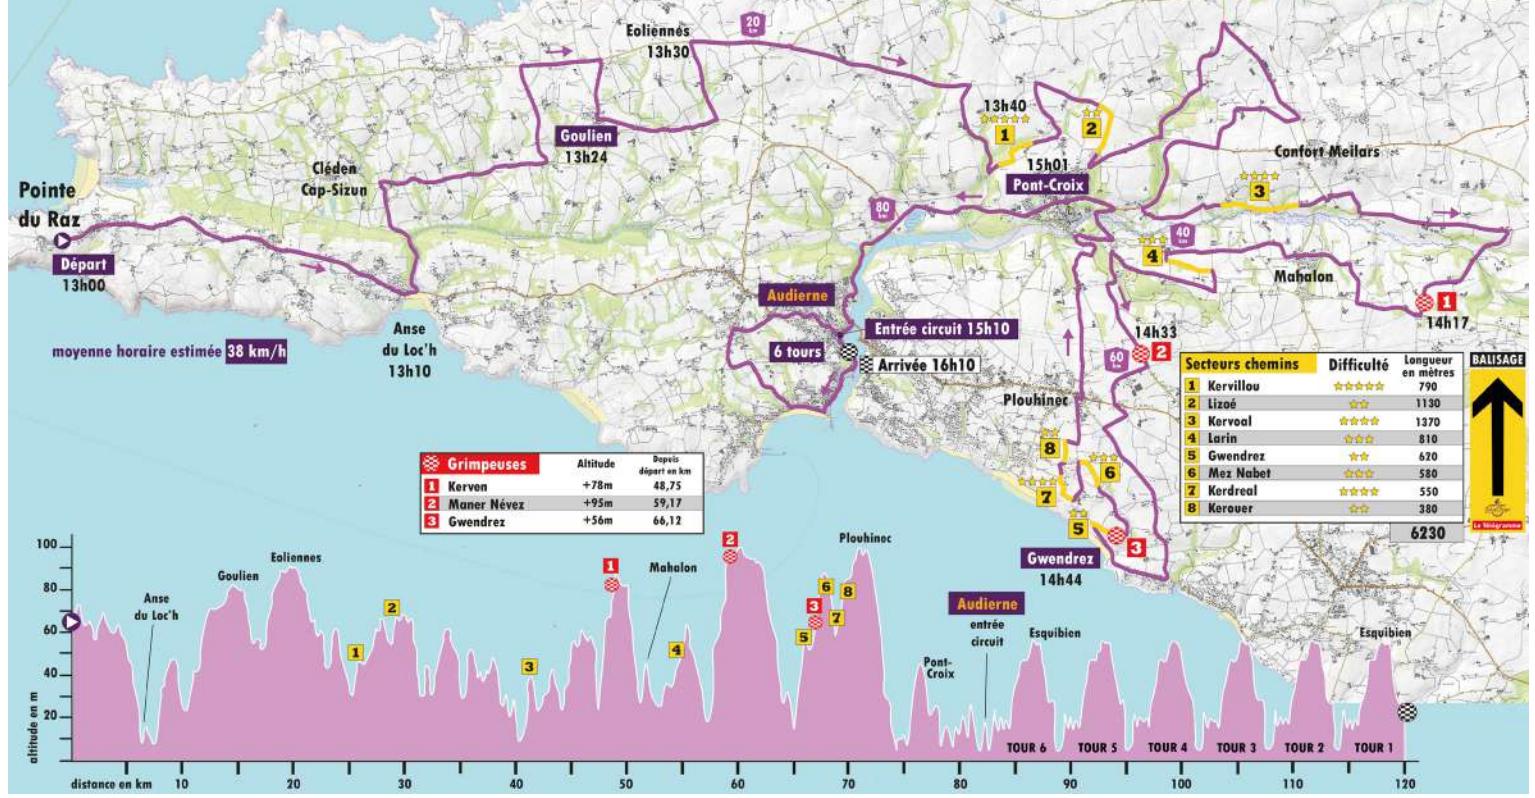 20
km
Eoliennés
13h30
13h40
1
2
Goulien
13h24
15h01
Pont-Croix
Confort Meilars
3
Cléden
Cap-Sizun
Pointe
du Raz
Départ
13h00
80
km
40
km
4
Mahalon
1
14h17
Audierne
Entrée circuit 15h10
6 tours
Arrivée 16h10
14h33
2
60
km
Anse
du Loc'h
13h10
moyenne horaire estimée 38 km/h
Plouhinec
8
6
7
5
3
Gwendrez
14h44
Secteurs chemins Difficulté Longueur
en mètres
1 Kervillou 790
2 Lizoé 1130
3 Kervoal 1370
4 Larin 810
5 Gwendrez 620
6 Mez Nabet 580
7 Kerdreal 550
8 Kerouer 380
6230
BALISAGE
Le Télégramme
Grimpeuses Altitude Depuis
départ en km
1 Kerven +78m 48,75
2 Maner Névez +95m 59,17
3 Gwendrez +56m 66,12
altitude en m
100
80
60
40
20
Anse
du Loc'h
Goulien
Eoliennes
1
2
3
1
Mahalon
4
2
5
3
6
7
8
Plouhinec
Pont-
Croix
Audierne
entrée
circuit
Esquibien
Esquibien
TOUR 6 TOUR 5 TOUR 4 TOUR 3 TOUR 2 TOUR 1
distance en km 10 20 30 40 50 60 70 80 90 100 110 120